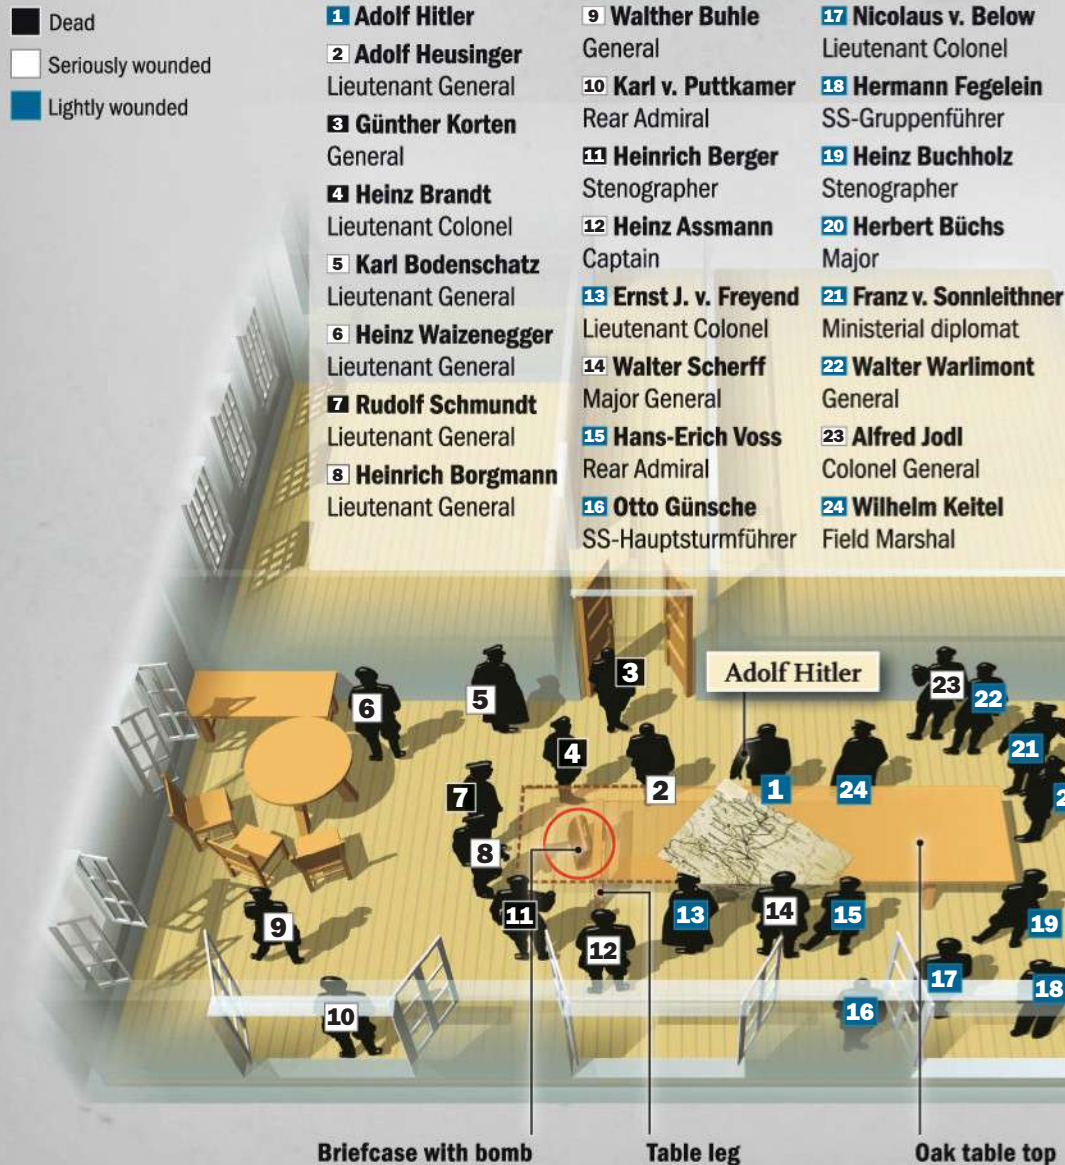 Dead
Seriously wounded
Lightly wounded
1 Adolf Hitler
2 Adolf Heusinger
Lieutenant General
3 Günther Korten
General
4 Heinz Brandt
Lieutenant Colonel
5 Karl Bodenschatz
Lieutenant General
6 Heinz Waizenegger
Lieutenant General
7 Rudolf Schmundt
Lieutenant General
8 Heinrich Borgmann
Lieutenant General
9 Walther Buhle
General
10 Karl v. Puttkamer
Rear Admiral
11 Heinrich Berger
Stenographer
12 Heinz Assmann
Captain
13 Ernst J. v. Freyend
Lieutenant Colonel
14 Walter Scherff
Major General
15 Hans-Erich Voss
Rear Admiral
16 Otto Günsche
SS-Hauptsturmführer
17 Nicolaus v. Below
Lieutenant Colonel
18 Hermann Fegelein
SS-Gruppenführer
19 Heinz Buchholz
Stenographer
20 Herbert Büchs
Major
21 Franz v. Sonnleithner
Ministerial diplomat
22 Walter Warlimont
General
23 Alfred Jodl
Colonel General
24 Wilhelm Keitel
Field Marshal
Adolf Hitler
3
23
22
5
6
4
21
2
1
24
7
8
11
13
14
15
9
12
19
17
18
10
16
Briefcase with bomb
Table leg
Oak table top